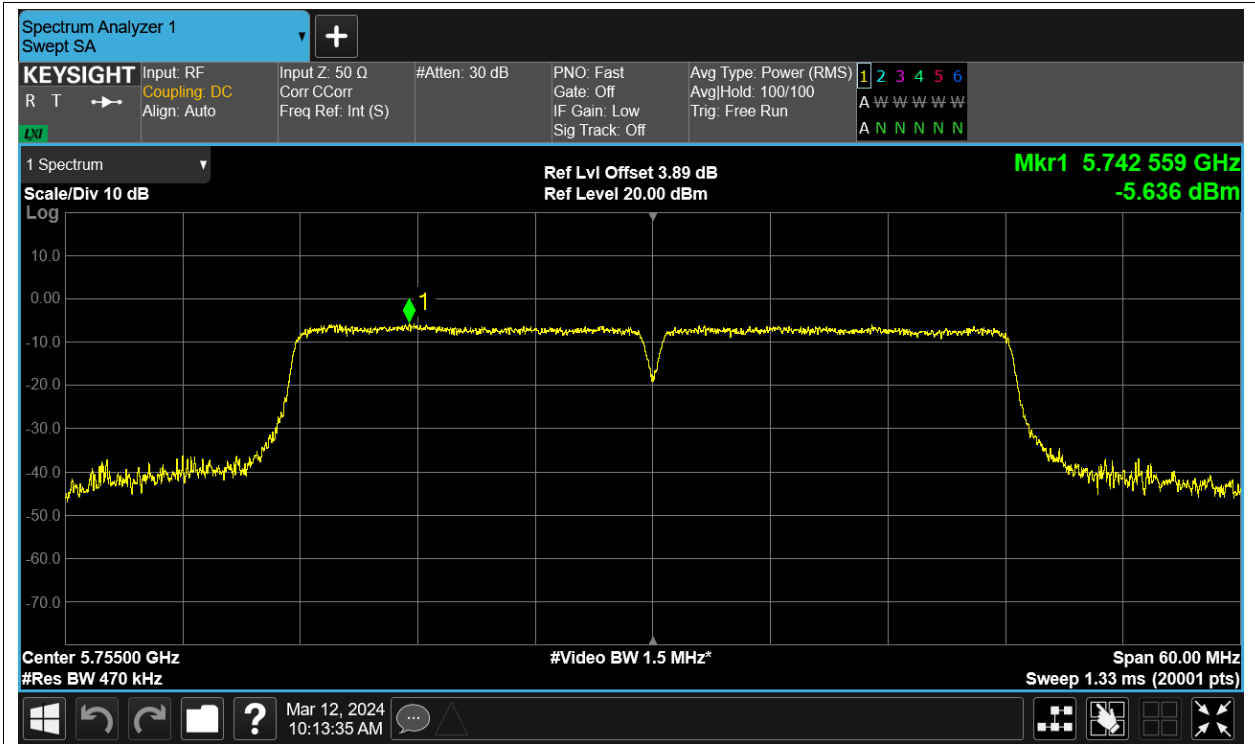 Spectrum Analyzer 1
Swept SA
KEYSIGHT
R T
LXI
Input: RF
Coupling: DC
Align: Auto
Input Z: 50 Ω
Corr CCorr
Freq Ref: Int (S)
#Atten: 30 dB
PNO: Fast
Gate: Off
IF Gain: Low
Sig Track: Off
Avg Type: Power (RMS)
Avg|Hold: 100/100
Trig: Free Run
1 2 3 4 5 6
A W W W W W
A N N N N N
1 Spectrum
Scale/Div 10 dB
Ref Lvl Offset 3.89 dB
Ref Level 20.00 dBm
Mkr1 5.742 559 GHz
-5.636 dBm
Log
10.0
0.00
-10.0
-20.0
-30.0
-40.0
-50.0
-60.0
-70.0
1
Center 5.75500 GHz
#Res BW 470 kHz
#Video BW 1.5 MHz*
Span 60.00 MHz
Sweep 1.33 ms (20001 pts)
?
Mar 12, 2024
10:13:35 AM